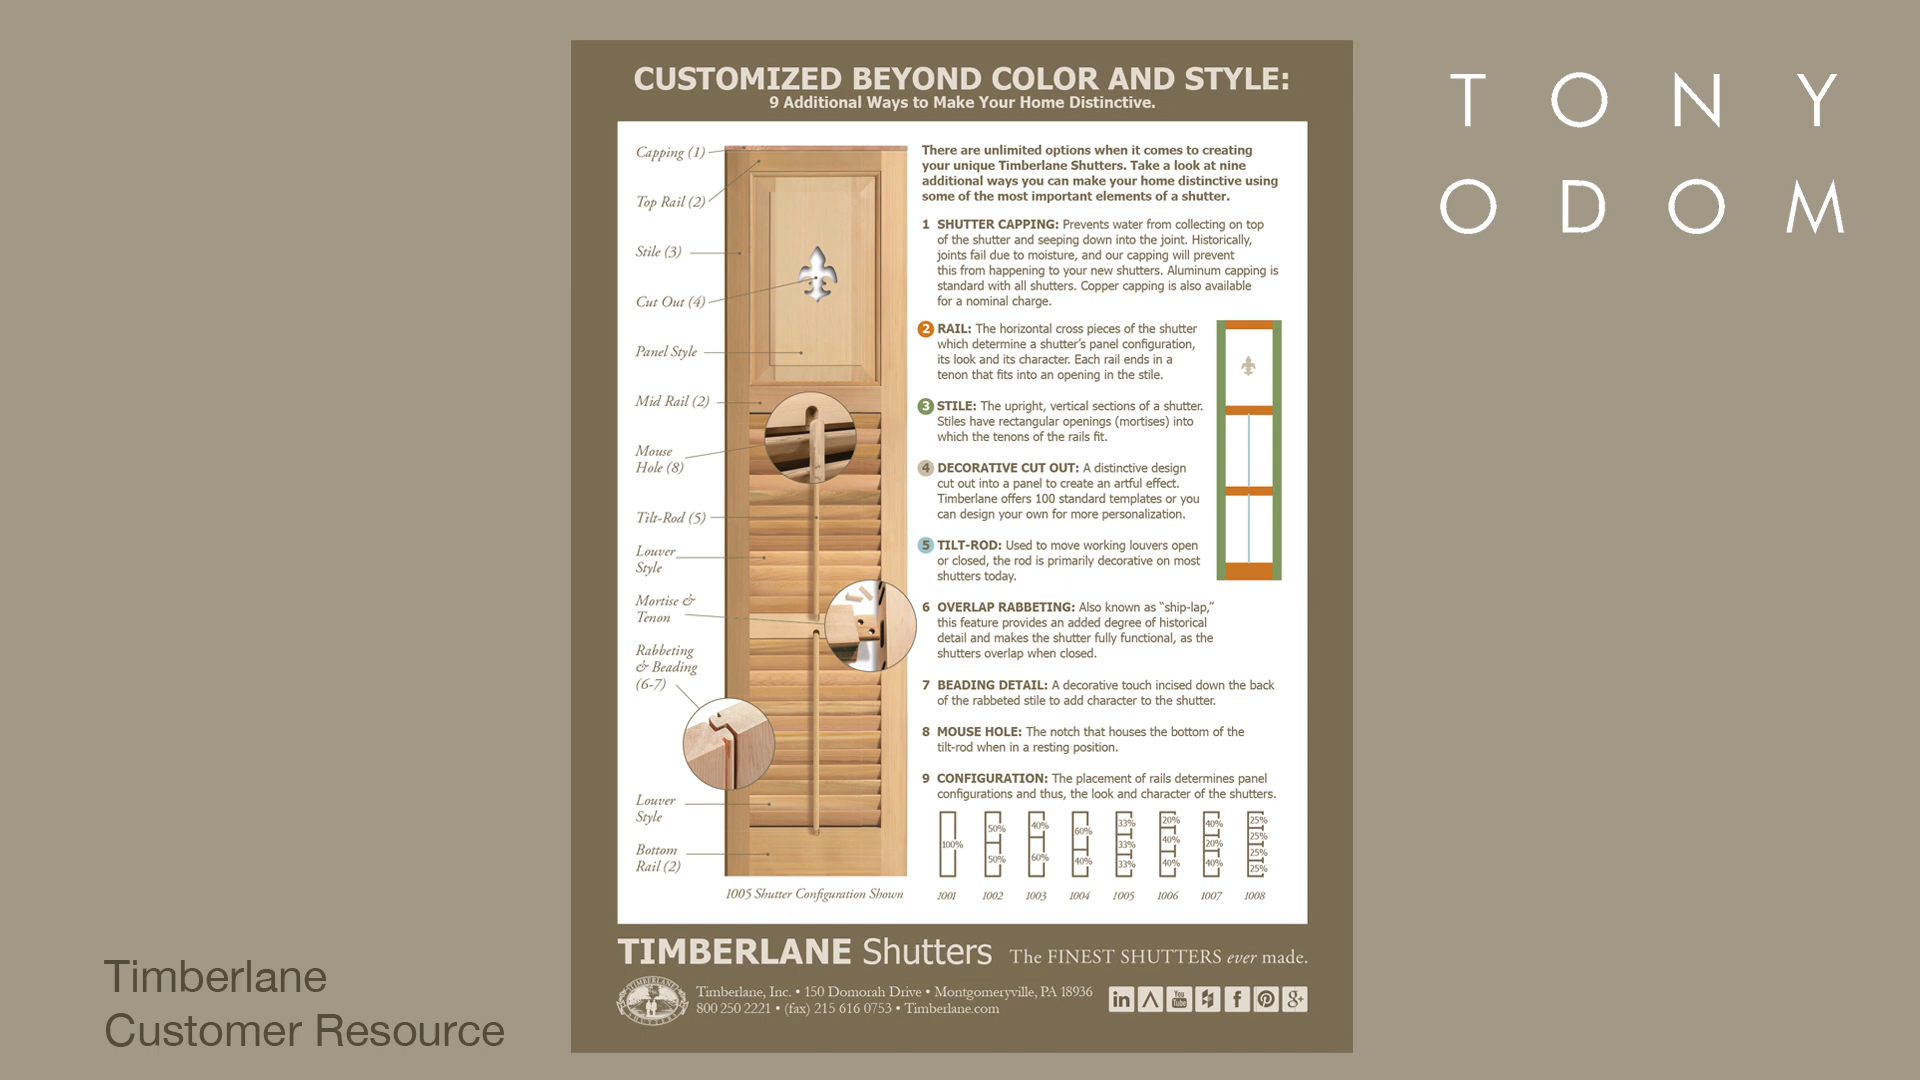 CUSTOMIZED BEYOND COLOR AND STYLE:
9 Additional Ways to Make Your Home Distinctive.
T O N Y
O D O M
Capping (1)
Top Rail (2)
Stile (3)
Cut Out (4)
Panel Style
Mid Rail (2)
Mouse
Hole (8)
Tilt-Rod (5)
Louver
Style
Mortise &
Tenon
Rabbeting
& Beading
(6-7)
Louver
Style
Bottom
Rail (2)
1005 Shutter Configuration Shown
There are unlimited options when it comes to creating
your unique Timberlane Shutters. Take a look at nine
additional ways you can make your home distinctive using
some of the most important elements of a shutter.
1 SHUTTER CAPPING: Prevents water from collecting on top
of the shutter and seeping down into the joint. Historically,
joints fail due to moisture, and our capping will prevent
this from happening to your new shutters. Aluminum capping is
standard with all shutters. Copper capping is also available
for a nominal charge.
2 RAIL: The horizontal cross pieces of the shutter
which determine a shutter's panel configuration,
its look and its character. Each rail ends in a
tenon that fits into an opening in the stile.
3 STILE: The upright, vertical sections of a shutter.
Stiles have rectangular openings (mortises) into
which the tenons of the rails fit.
4 DECORATIVE CUT OUT: A distinctive design
cut out into a panel to create an artful effect.
Timberlane offers 100 standard templates or you
can design your own for more personalization.
5 TILT-ROD: Used to move working louvers open
or closed, the rod is primarily decorative on most
shutters today.
6 OVERLAP RABBETING: Also known as "ship-lap,"
this feature provides an added degree of historical
detail and makes the shutter fully functional, as the
shutters overlap when closed.
7 BEADING DETAIL: A decorative touch incised down the back
of the rabbeted stile to add character to the shutter.
8 MOUSE HOLE: The notch that houses the bottom of the
tilt-rod when in a resting position.
9 CONFIGURATION: The placement of rails determines panel
configurations and thus, the look and character of the shutters.
100%
50%
50%
40%
60%
60%
40%
33%
33%
33%
20%
40%
40%
40%
20%
40%
25%
25%
25%
25%
1001 1002 1003 1004 1005 1006 1007 1008
TIMBERLANE Shutters The FINEST SHUTTERS ever made.
TIMBERLANE
SHUTTERS
Timberlane, Inc. • 150 Domorah Drive • Montgomeryville, PA 18936
800 250 2221 • (fax) 215 616 0753 • Timberlane.com
in
You
Tube
f
g+
Timberlane
Customer Resource